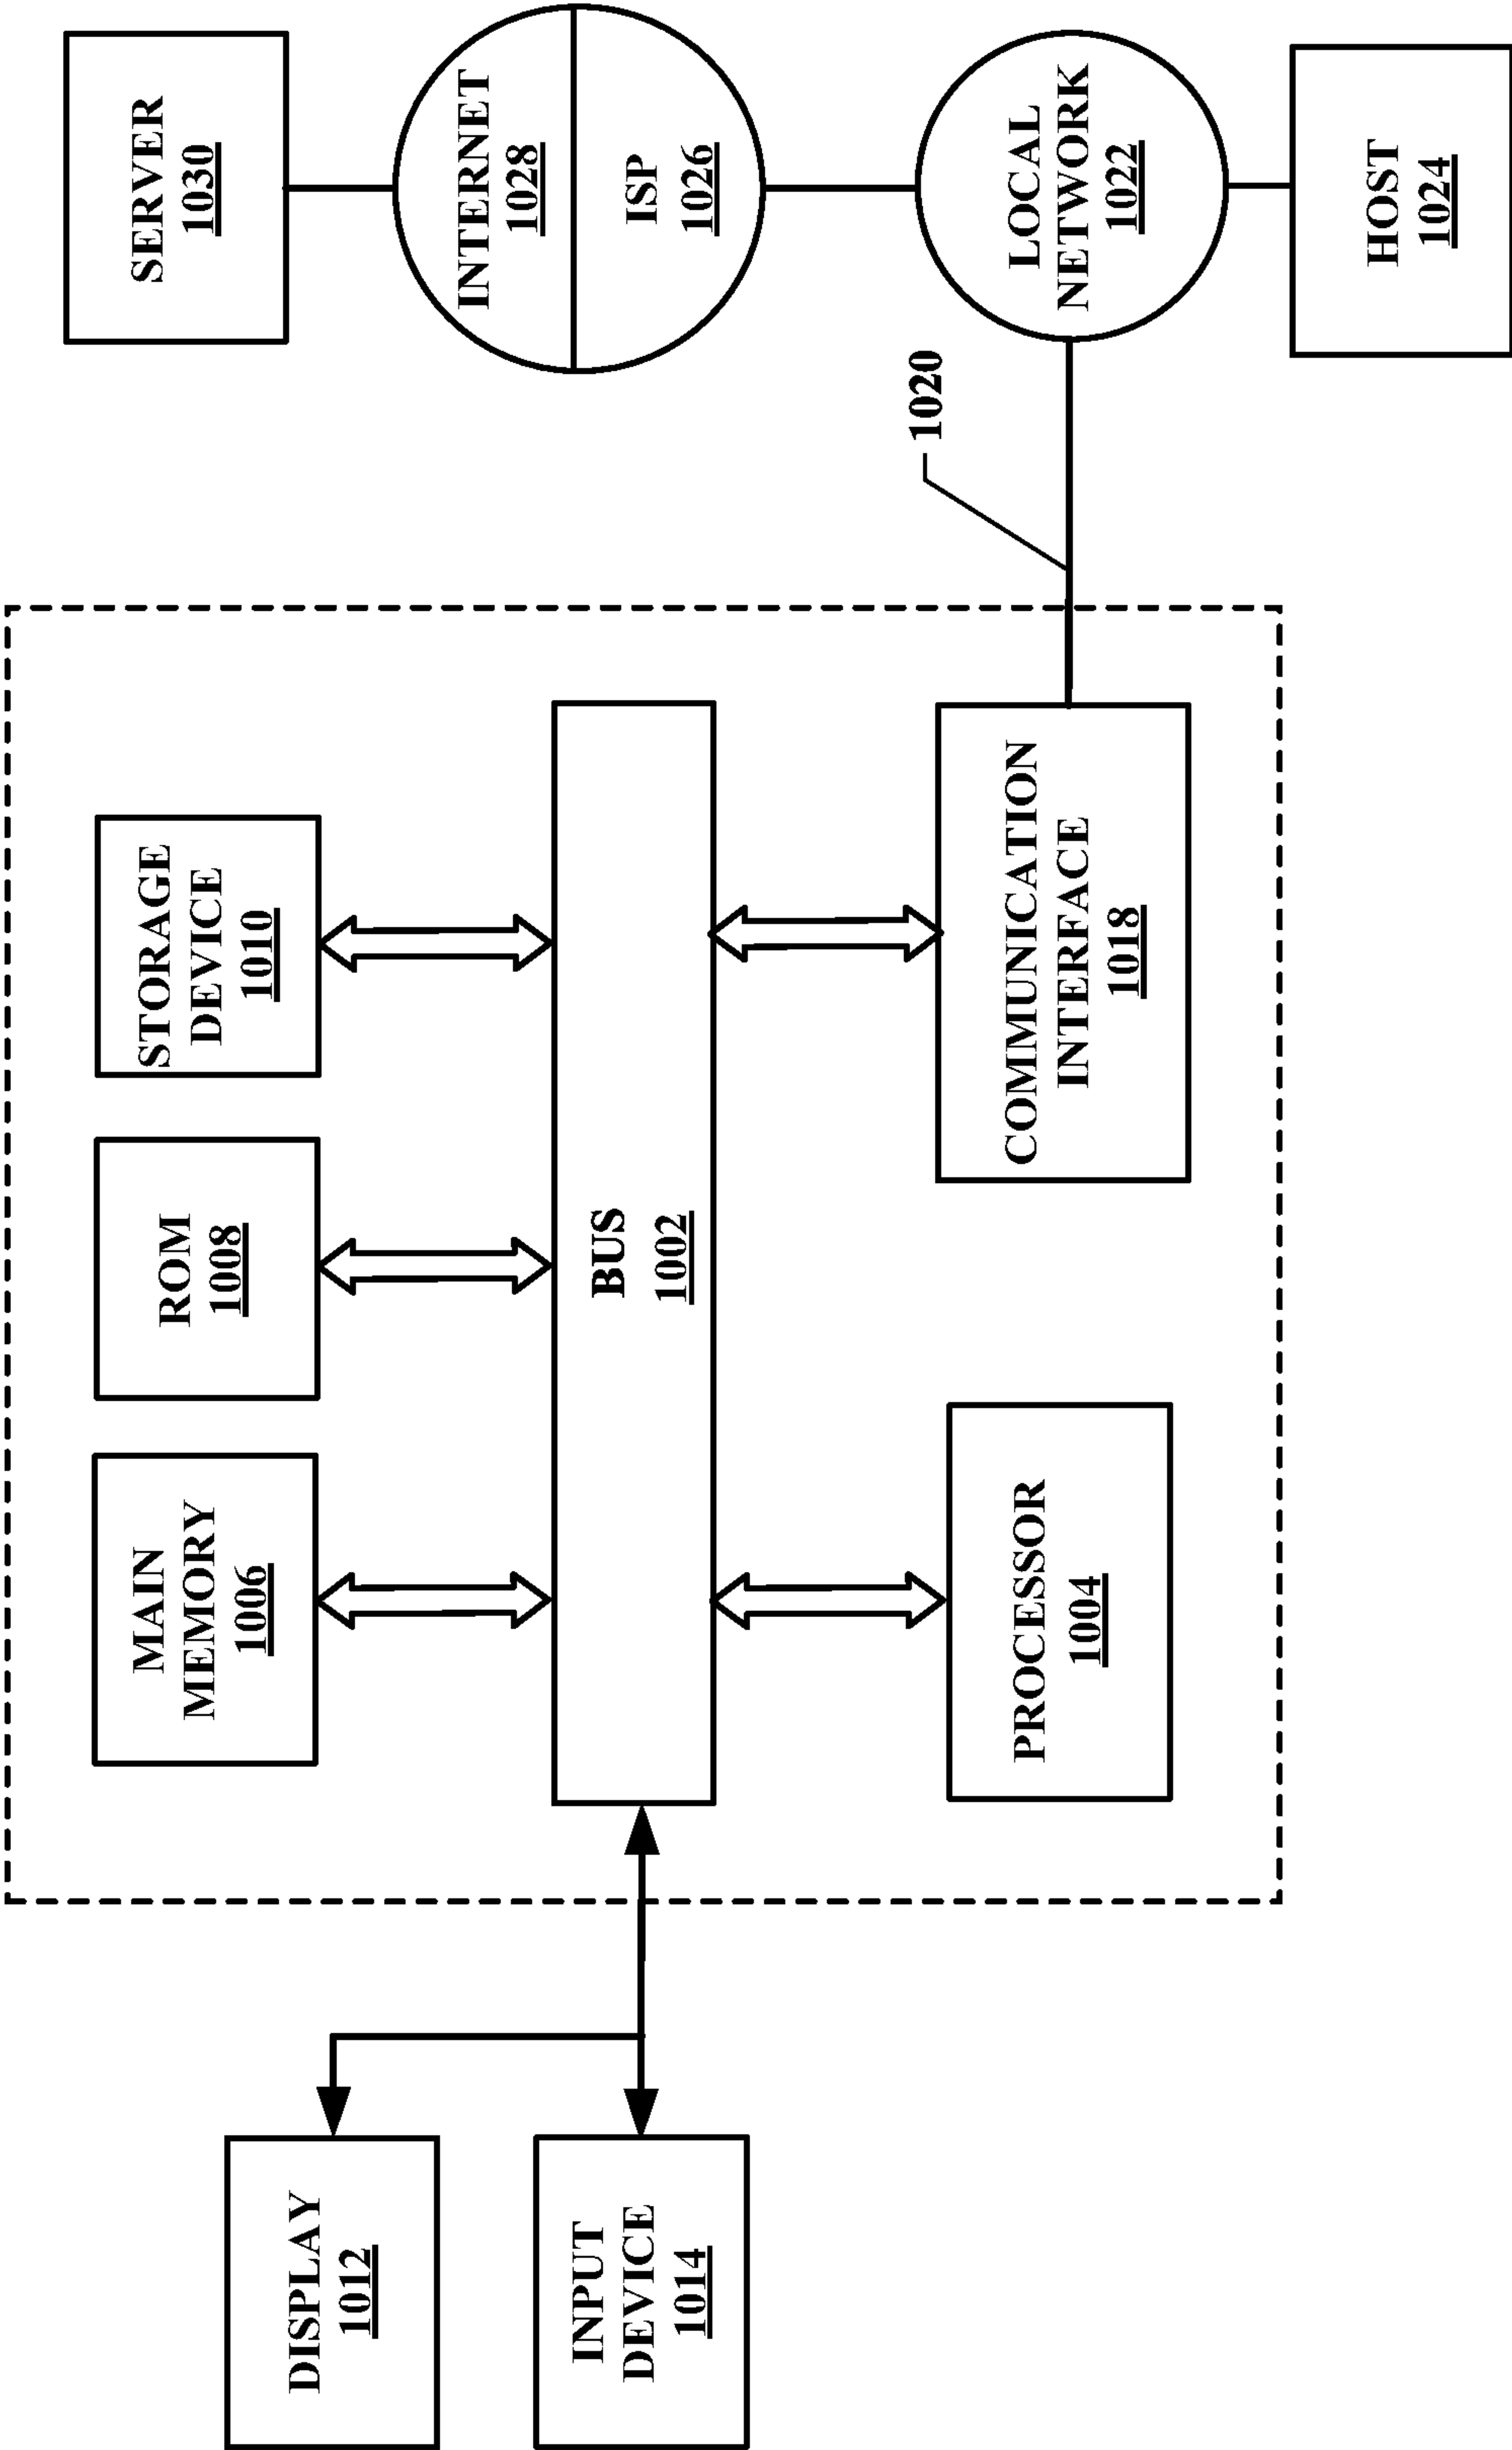 DISPLAY
1012
INPUT
DEVICE
1014
MAIN
MEMORY
1006
ROM
1008
STORAGE
DEVICE
1010
BUS
1002
PROCESSOR
1004
COMMUNICATION
INTERFACE
1018
1020
SERVER
1030
INTERNET
1028
ISP
1026
LOCAL
NETWORK
1022
HOST
1024